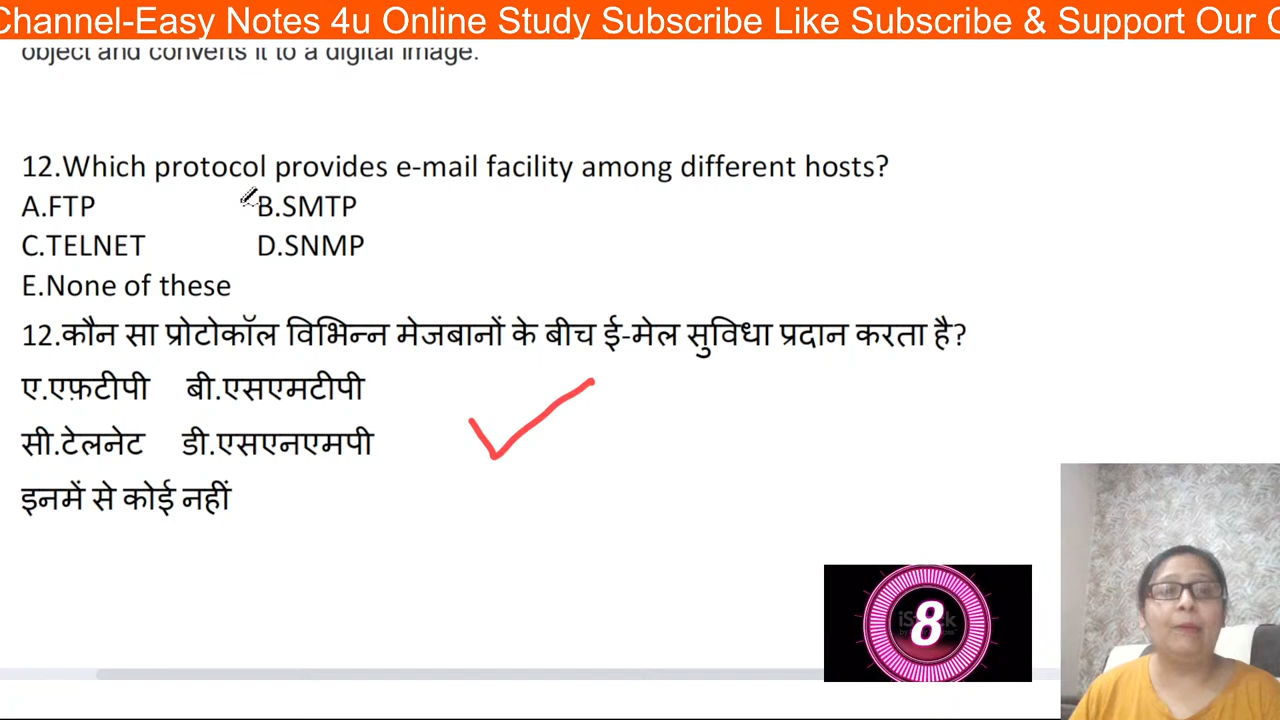 Channel-Easy Notes 4u Online Study Subscribe Like Subscribe & Support Our
object and converts it to a digital image.
12.Which protocol provides e-mail facility among different hosts?
A.FTP B.SMTP
C.TELNET D.SNMP
E.None of these
12.कौन सा प्रोटोकॉल विभिन्न मेजबानों के बीच ई-मेल सुविधा प्रदान करता है?
ए.एफ़टीपी बी.एसएमटीपी
सी.टेलनेट डी.एसएनएमपी
इनमें से कोई नहीं
8